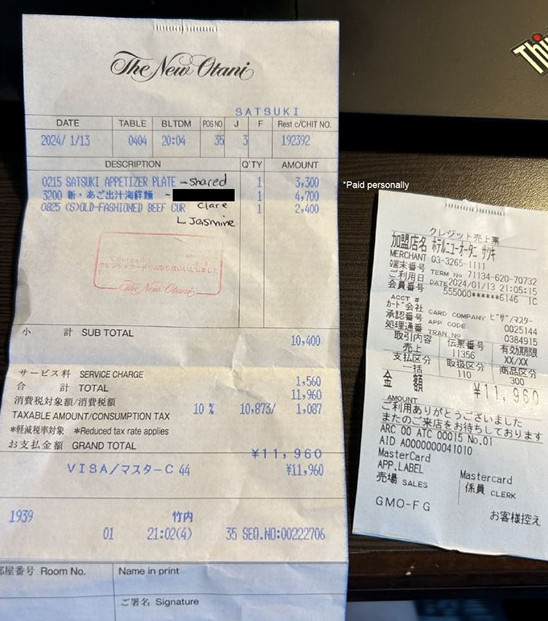 The New Otani
SATSUKI
DATE TABLE BLTDM POS NO J F Rest c/CHIT NO.
2024/ 1/13 0404 20:04 35 3 192392
DESCRIPTION Q'TY AMOUNT
0215 SATSUKI APPETIZER PLATE - shared 1 3,300
3200 新・あご出汁海鮮麺 - 1 4,700
0825 (S)OLD-FASHIONED BEEF CUR Clare 1 2,400
L Jasmine
The New Otani
小 計 SUB TOTAL 10,400
サービス料 SERVICE CHARGE 1,560
合 計 TOTAL 11,960
消費税対象額/消費税額
TAXABLE AMOUNT/CONSUMPTION TAX 10 % 10,873/ 1,087
*軽減税率対象 *Reduced tax rate applies
お支払金額 GRAND TOTAL ¥11,960
VISA/マスターC 44 ¥11,960
1939 竹内
01 21:02(4) 35 SEQ.NO:00222706
部屋番号 Room No. Name in print
ご署名 Signature
*Paid personally
Thin
クレジット売上票
加盟店名 ホテルニューオータニ サツキ
MERCHANT 03-3265-1111
端末番号 TERM No 71134-620-70732
ご利用日 DATE 2024/01/13 21:05:15
会員番号 555000******6146 IC
ACCT #
カード会社 CARD COMPANY ビザ/マスター
承認番号 APP CODE 0025144
処理通番 TRAN No 0384915
取引内容 伝票番号 有効期限
売上 11356 XX/XX
支払区分 取扱区分 商品区分
一括 110 300
金 額 ¥11,960
AMOUNT
ご利用ありがとうございました
またのご来店をお待ちしております
ARC 00 ATC 00015 No.01
AID A0000000041010
MasterCard
APP.LABEL Mastercard
売場 SALES 係員 CLERK
GMO-FG お客様控え